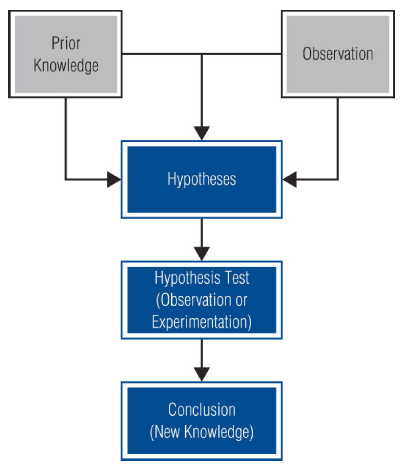 Prior
Knowledge
Observation
Hypotheses
Hypothesis Test
(Observation or
Experimentation)
Conclusion
(New Knowledge)